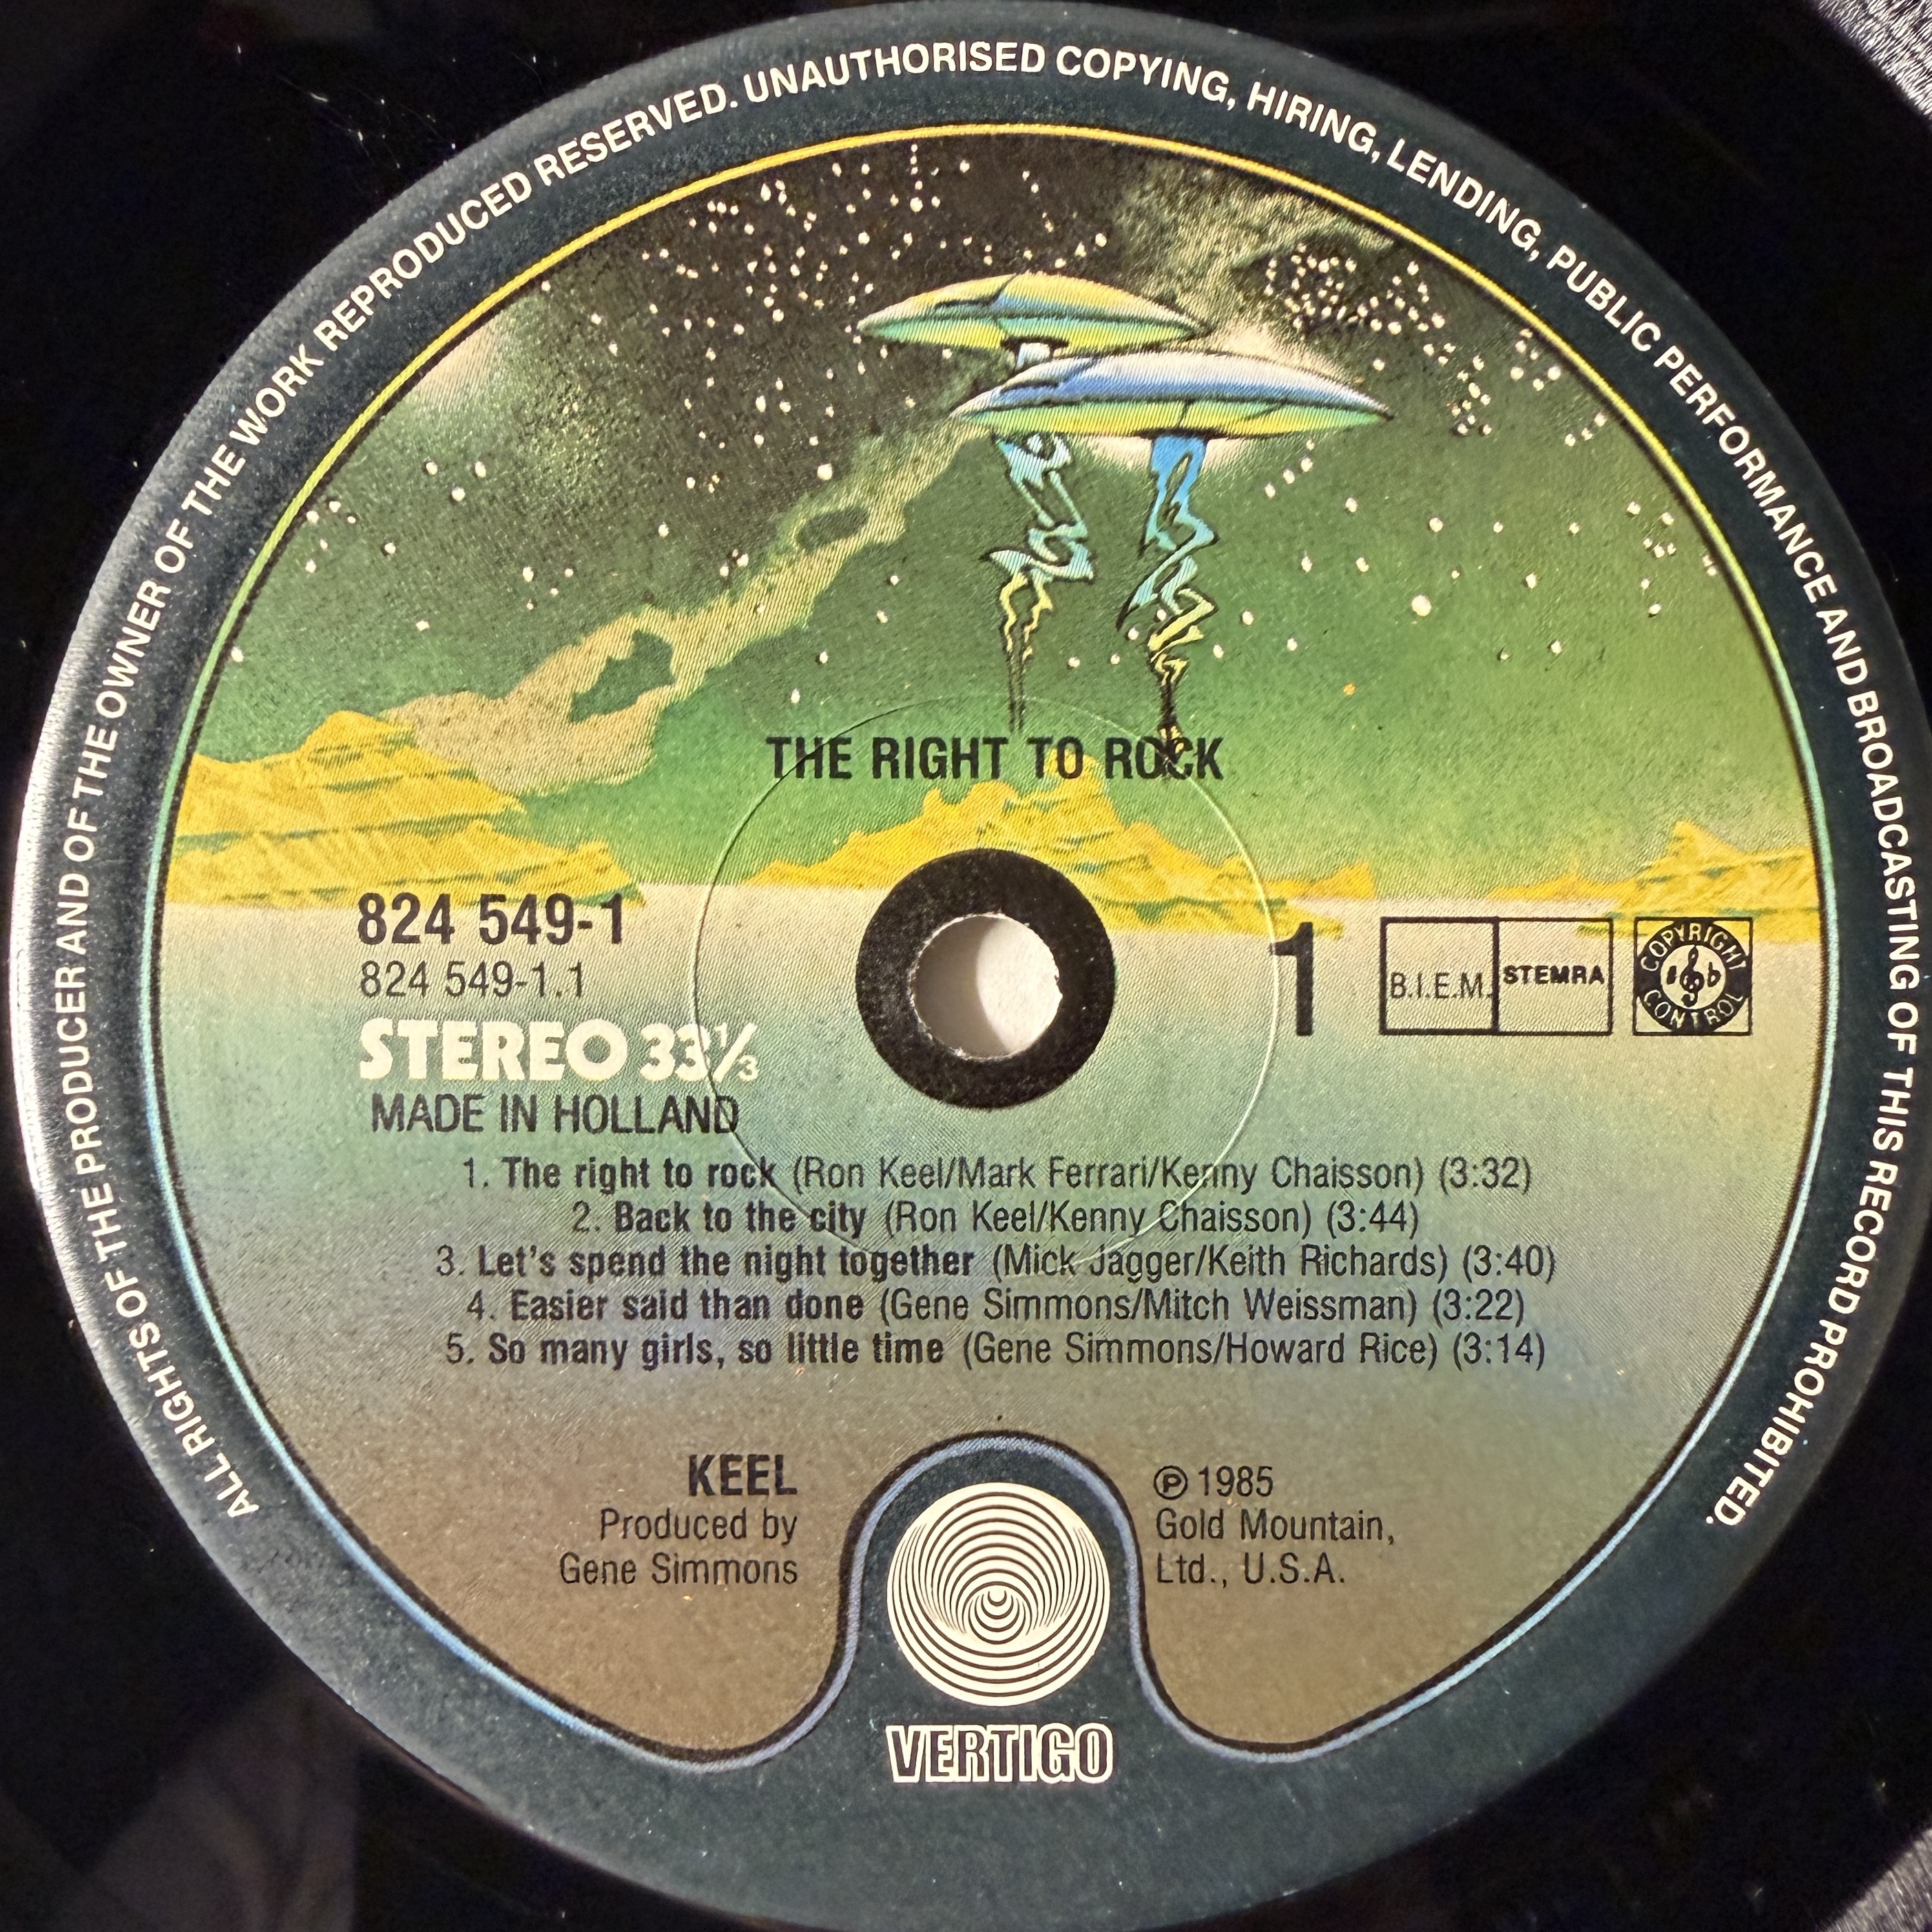 ALL RIGHTS OF THE PRODUCER AND OF THE OWNER OF THE WORK REPRODUCED RESERVED. UNAUTHORISED COPYING, HIRING, LENDING, PUBLIC PERFORMANCE AND BROADCASTING OF THIS RECORD PROHIBITED.
THE RIGHT TO ROCK
824 549-1
824 549-1.1
STEREO 33⅓
MADE IN HOLLAND
1
B.I.E.M. STEMRA
COPYRIGHT CONTROL
1. The right to rock (Ron Keel/Mark Ferrari/Kenny Chaisson) (3:32)
2. Back to the city (Ron Keel/Kenny Chaisson) (3:44)
3. Let's spend the night together (Mick Jagger/Keith Richards) (3:40)
4. Easier said than done (Gene Simmons/Mitch Weissman) (3:22)
5. So many girls, so little time (Gene Simmons/Howard Rice) (3:14)
KEEL
Produced by
Gene Simmons
℗ 1985
Gold Mountain,
Ltd., U.S.A.
VERTIGO